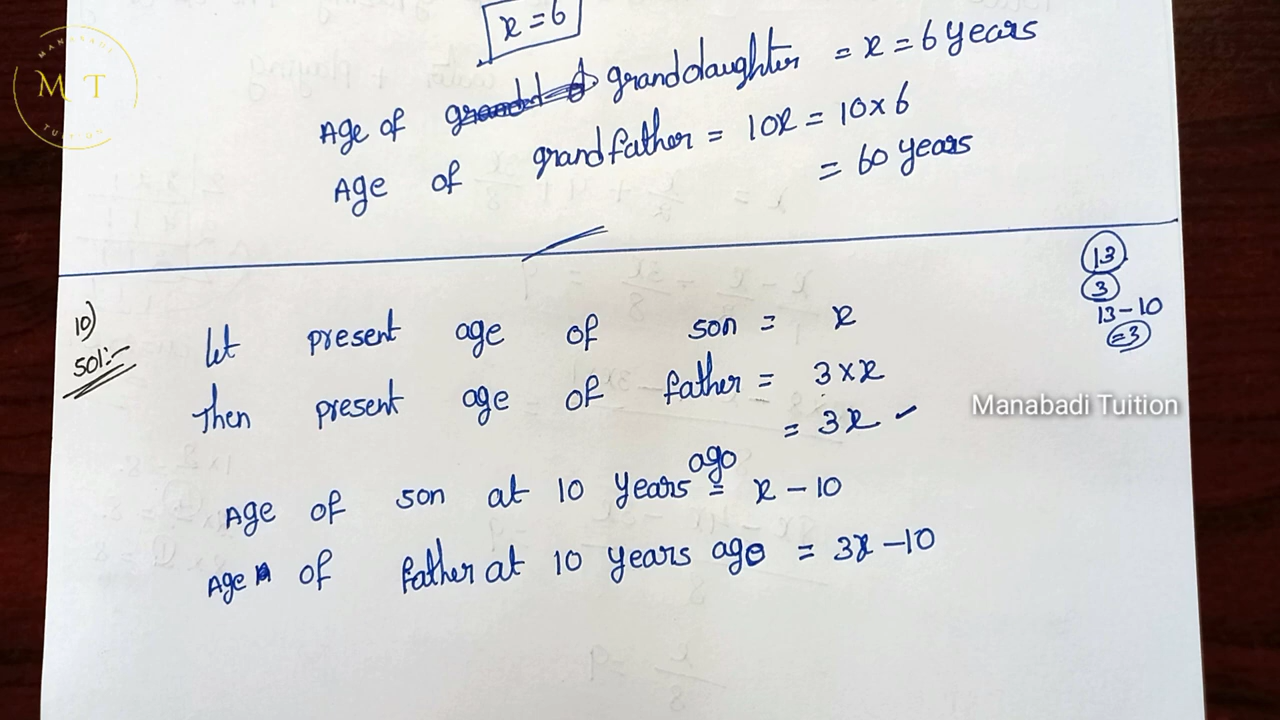 MANABADI
M T
TUITION
x = 6
Age of granddaughter = x = 6 years
Age of grandfather = 10x = 10 x 6
= 60 years
10)
Sol:-
Let present age of son = x
Then present age of father = 3 x x
= 3x
ago
Age of son at 10 years = x - 10
Age of father at 10 years ago = 3x - 10
13
3
13 - 10
= 3
Manabadi Tuition